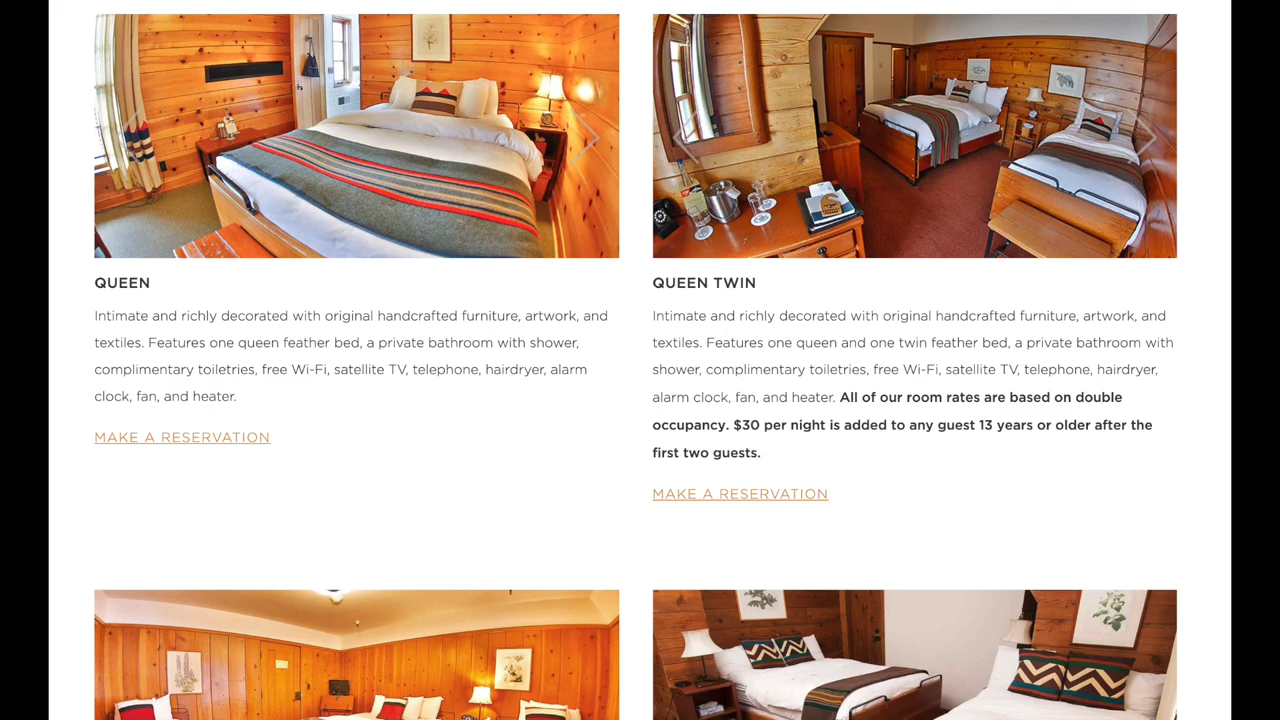 QUEEN
Intimate and richly decorated with original handcrafted furniture, artwork, and
textiles. Features one queen feather bed, a private bathroom with shower,
complimentary toiletries, free Wi-Fi, satellite TV, telephone, hairdryer, alarm
clock, fan, and heater.
MAKE A RESERVATION
QUEEN TWIN
Intimate and richly decorated with original handcrafted furniture, artwork, and
textiles. Features one queen and one twin feather bed, a private bathroom with
shower, complimentary toiletries, free Wi-Fi, satellite TV, telephone, hairdryer,
alarm clock, fan, and heater. All of our room rates are based on double
occupancy. $30 per night is added to any guest 13 years or older after the
first two guests.
MAKE A RESERVATION